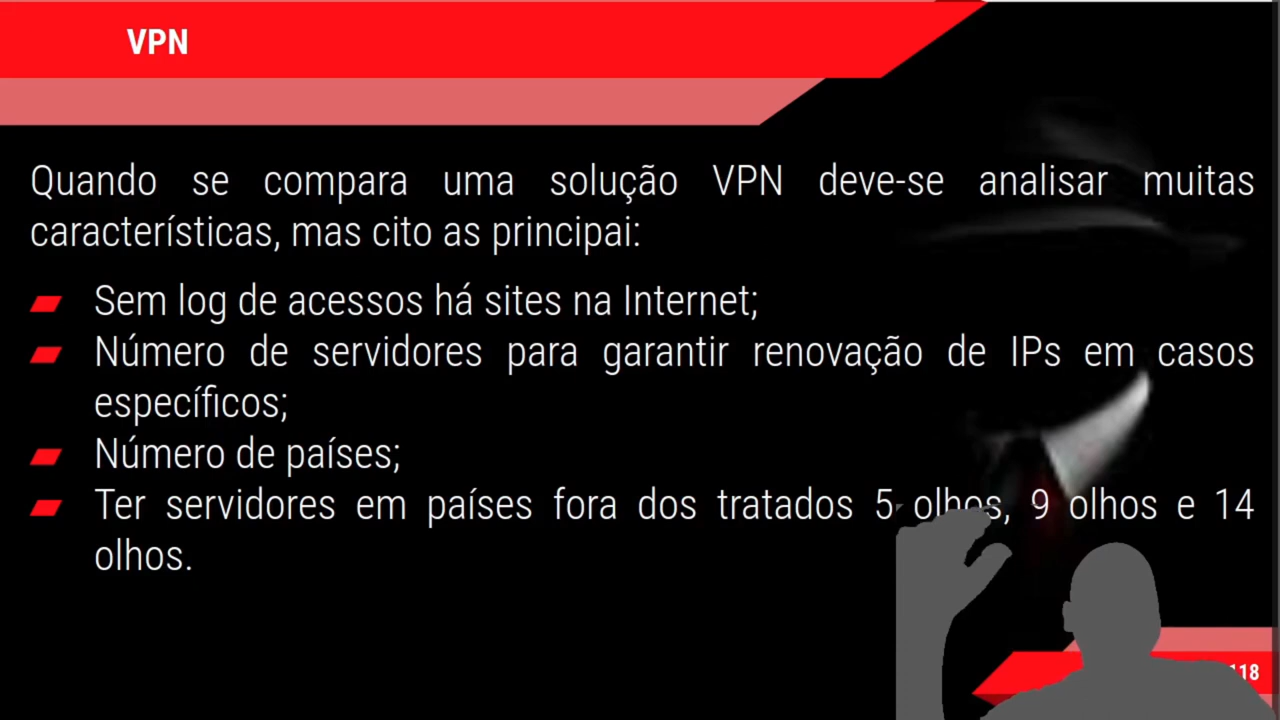 VPN
Quando se compara uma solução VPN deve-se analisar muitas
características, mas cito as principai:
Sem log de acessos há sites na Internet;
Número de servidores para garantir renovação de IPs em casos
específicos;
Número de países;
Ter servidores em países fora dos tratados 5 olhos, 9 olhos e 14
olhos.
118